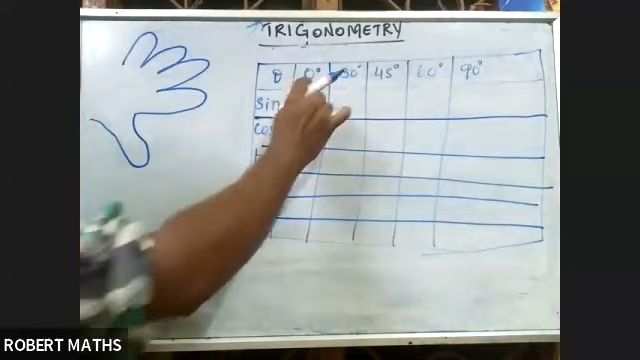 TRIGONOMETRY
θ 0° 30° 45° 60° 90°
sin
cos
ROBERT MATHS